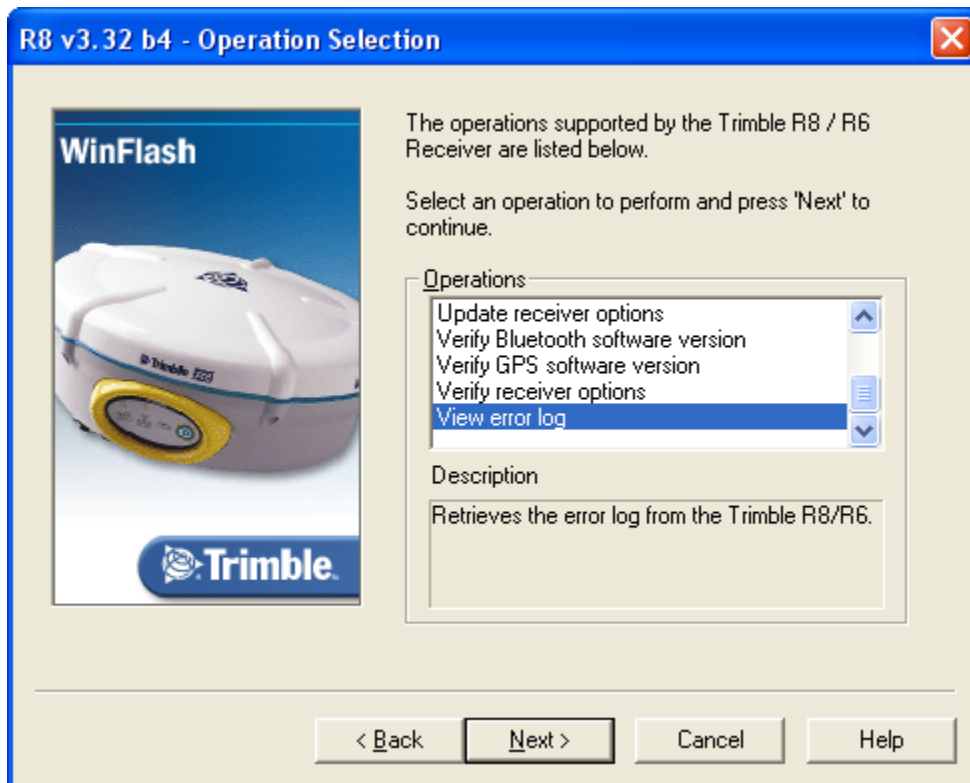 R8 v3.32 b4 - Operation Selection
WinFlash
Trimble
Trimble.
The operations supported by the Trimble R8 / R6
Receiver are listed below.
Select an operation to perform and press 'Next' to
continue.
Operations
Update receiver options
Verify Bluetooth software version
Verify GPS software version
Verify receiver options
View error log
Description
Retrieves the error log from the Trimble R8/R6.
< Back
Next >
Cancel
Help